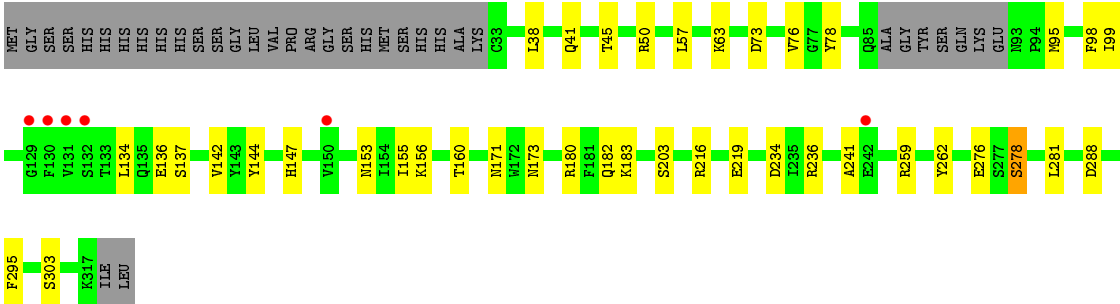 MET GLY SER SER HIS HIS HIS HIS HIS HIS SER SER GLY LEU VAL PRO ARG GLY SER HIS MET SER HIS HIS ALA LYS C33 L38 Q41 T45 R50 L57 K63 D73 V76 G77 Y78 Q85 ALA GLY TYR SER GLN LYS GLU N93 P94 M95 F98 I99
G129 F130 V131 S132 T133 L134 Q135 E136 S137 V142 Y143 Y144 H147 V150 N153 I154 I155 K156 T160 N171 W172 N173 R180 F181 Q182 K183 S203 R216 E219 D234 I235 R236 A241 E242 R259 Y262 E276 S277 S278 L281 D288
F295 S303 K317 ILE LEU